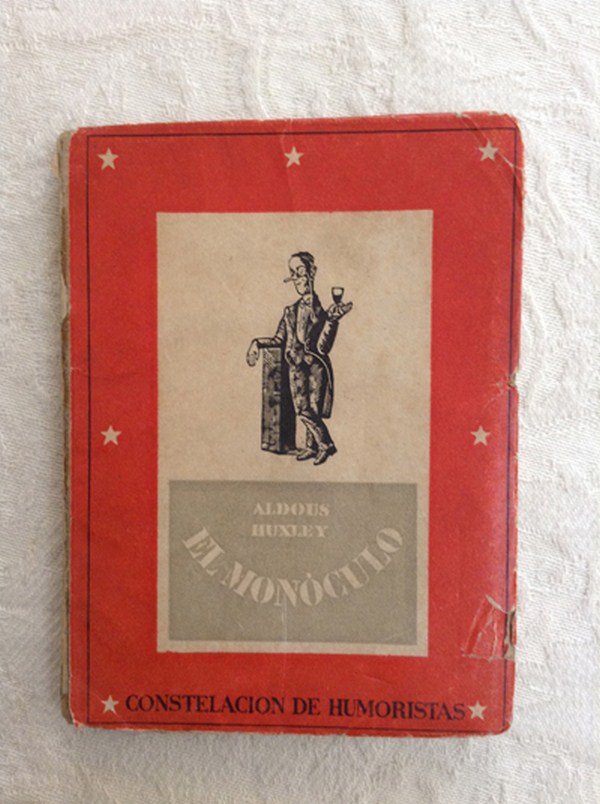 ALDOUS
HUXLEY
EL MONÓCULO
CONSTELACION DE HUMORISTAS